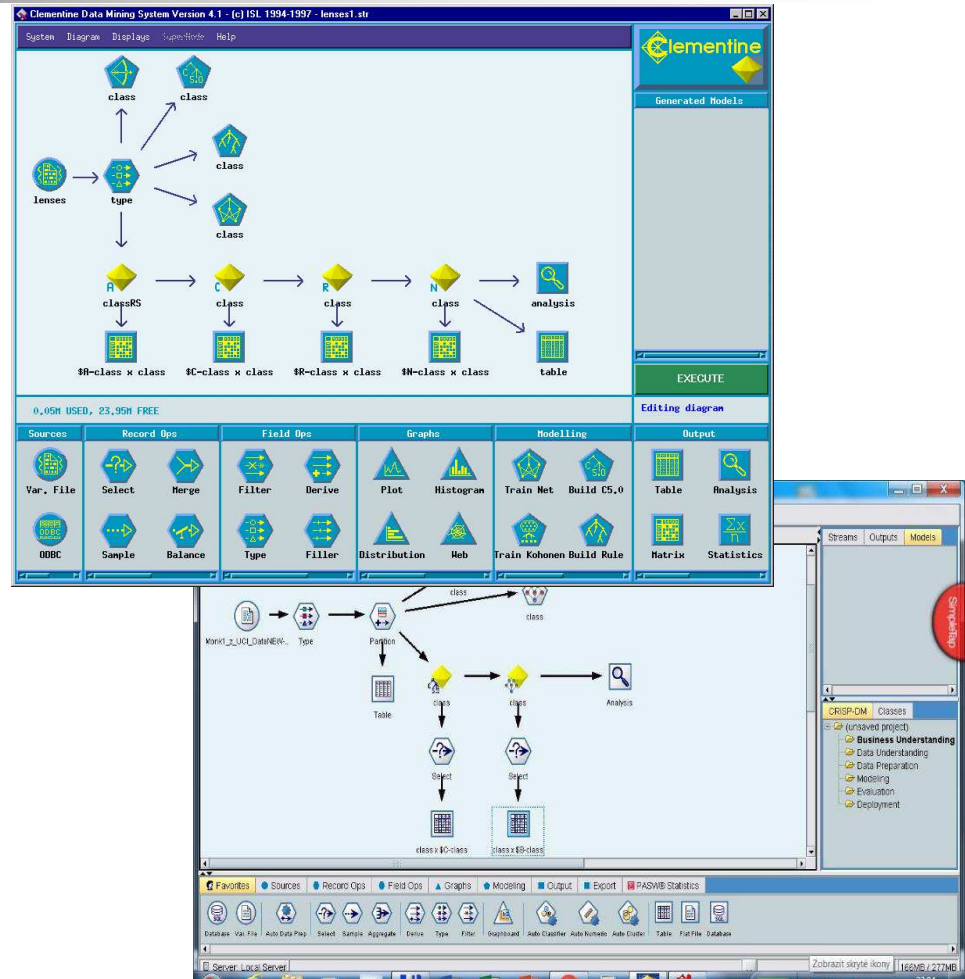 Clementine Data Mining System Version 4.1 - (c) ISL 1994-1997 - lenses1.str
System Diagram Displays SuperNode Help
Clementine
Generated Models
class class
class
lenses type
class
A C R N
classRS class class class analysis
$A-class x class $C-class x class $R-class x class $N-class x class table
EXECUTE
0.05M USED, 23.95M FREE
Editing diagram
Sources Record Ops Field Ops Graphs Modelling Output
Var. File Select Merge Filter Derive Plot Histogram Train Net Build C5.0 Table Analysis
ODBC Sample Balance Type Filler Distribution Web Train Kohonen Build Rule Matrix Statistics
Streams Outputs Models
SimpleTap
class
class
Monk1_z_UCI_DataNEW-.. Type Partition
Table class class Analysis
CRISP-DM Classes
(unsaved project)
Business Understanding
Data Understanding
Data Preparation
Modeling
Evaluation
Deployment
Select Select
class x $C-class class x $B-class
Favorites Sources Record Ops Field Ops Graphs Modeling Output Export PASW® Statistics
Database Var. File Auto Data Prep Select Sample Aggregate Derive Type Filter Graphboard Auto Classifier Auto Numeric Auto Cluster Table Flat File Database
Server: Local Server
Zobrazit skryté ikony
166MB / 277MB